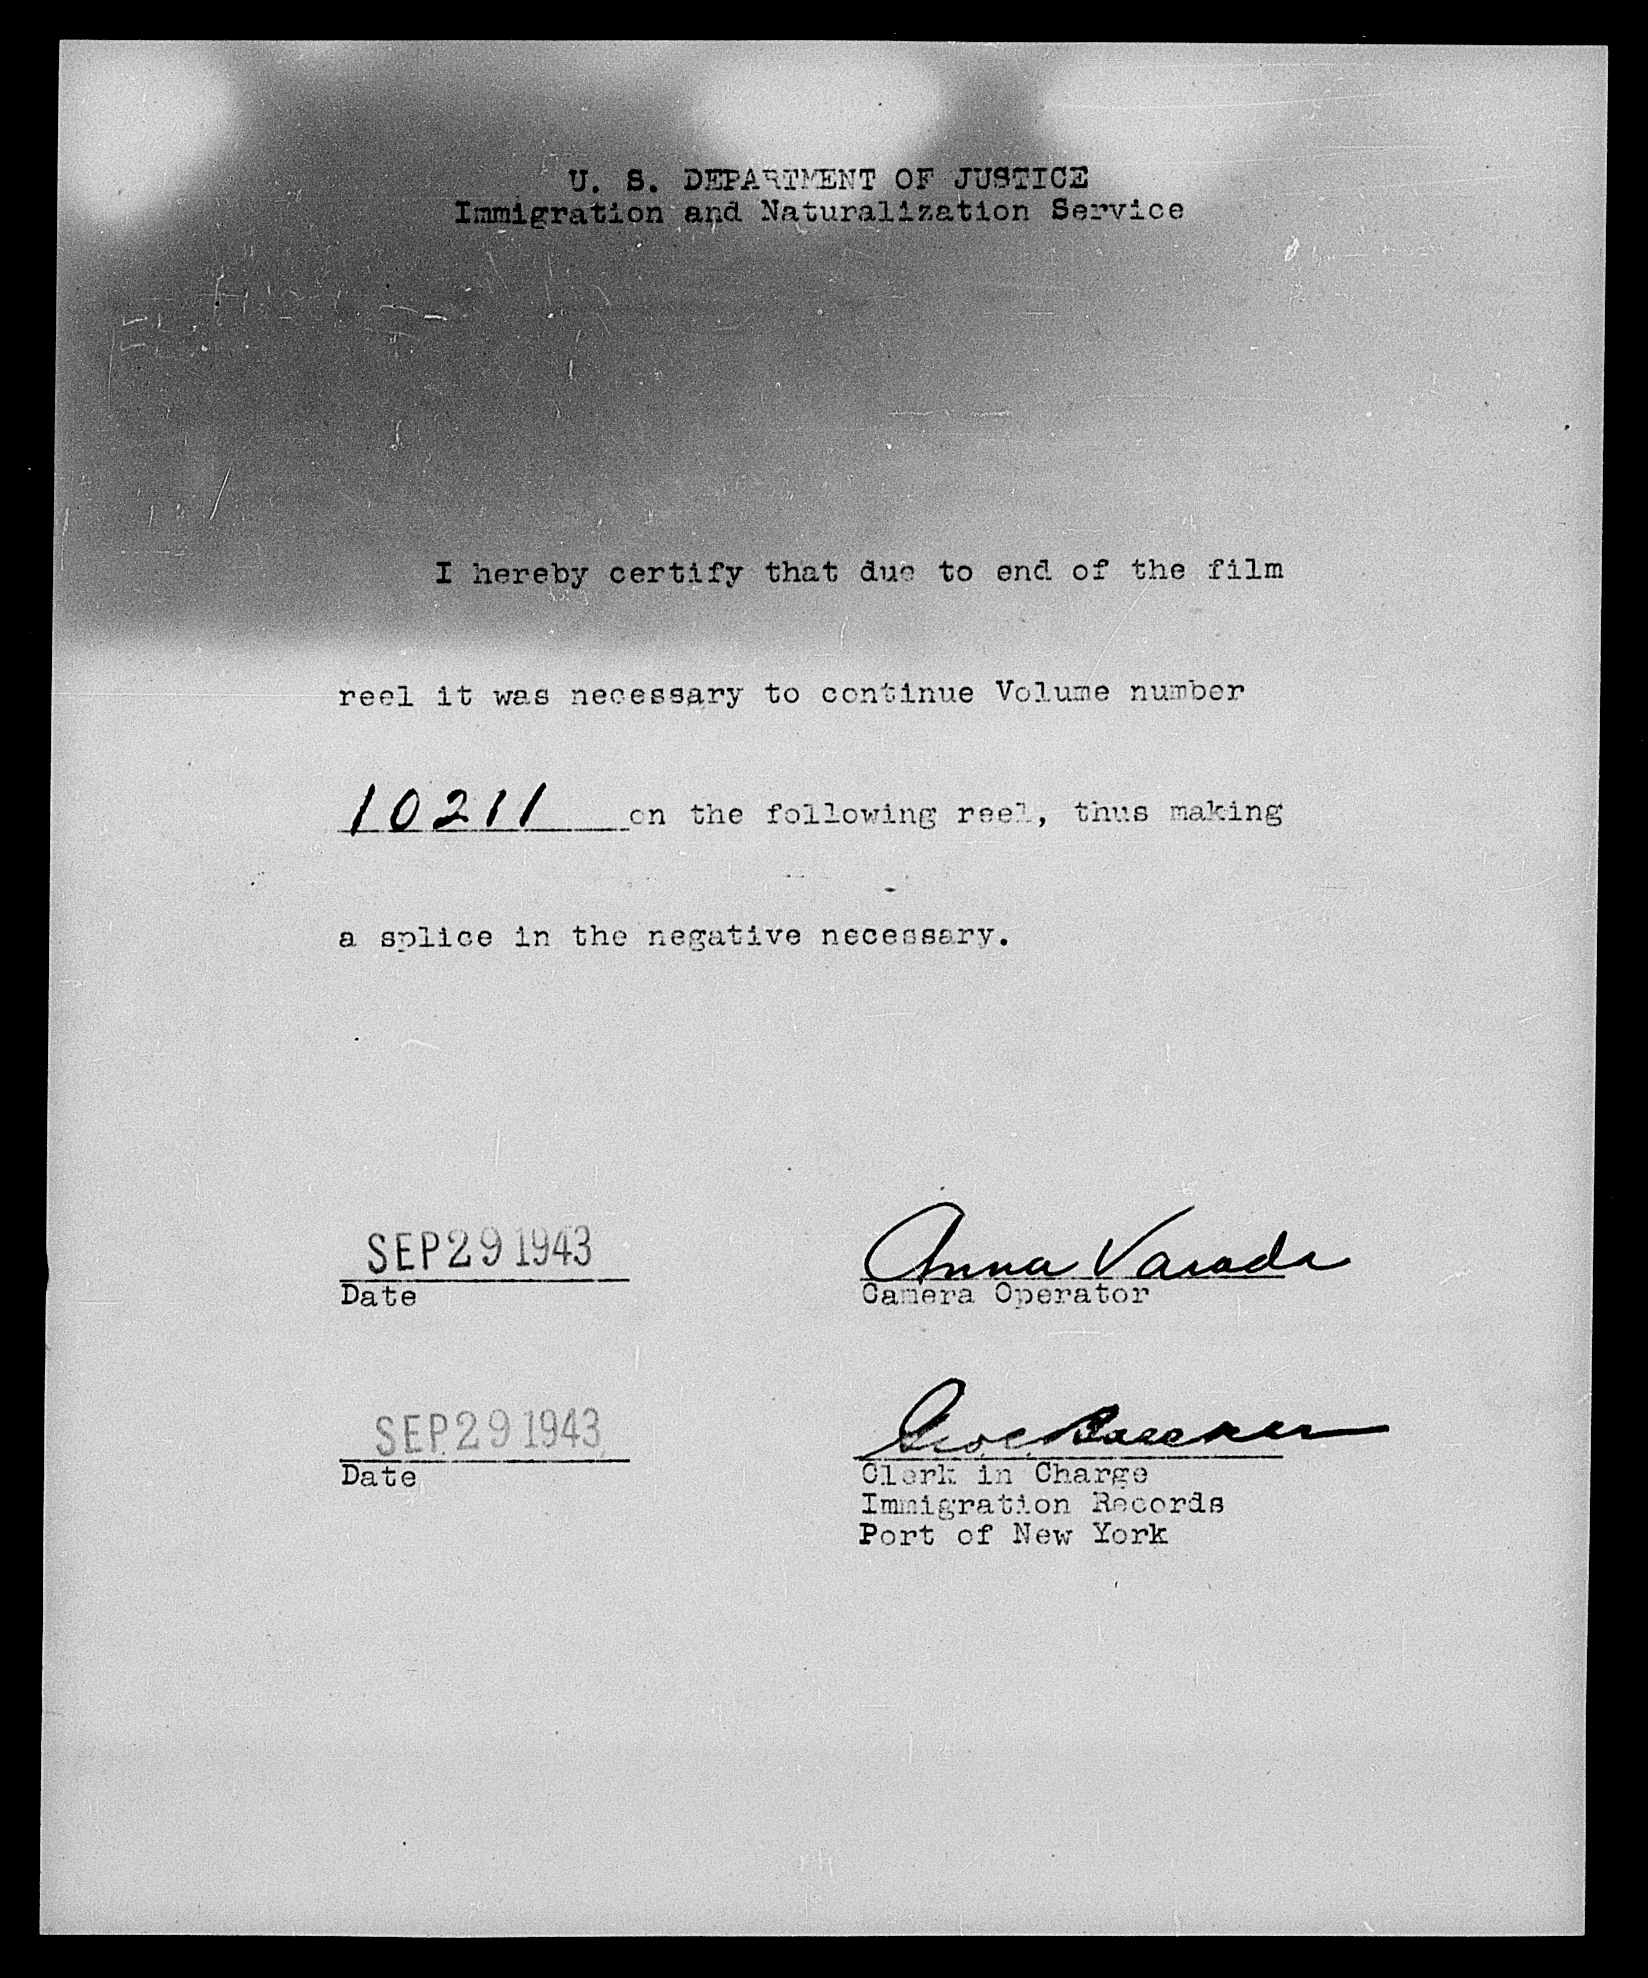 U. S. DEPARTMENT OF JUSTICE
Immigration and Naturalization Service
I hereby certify that due to end of the film
reel it was necessary to continue Volume number
10211 on the following reel, thus making
a splice in the negative necessary.
SEP 29 1943
Date
Anna Varada
Camera Operator
SEP 29 1943
Date
Clerk in Charge
Immigration Records
Port of New York